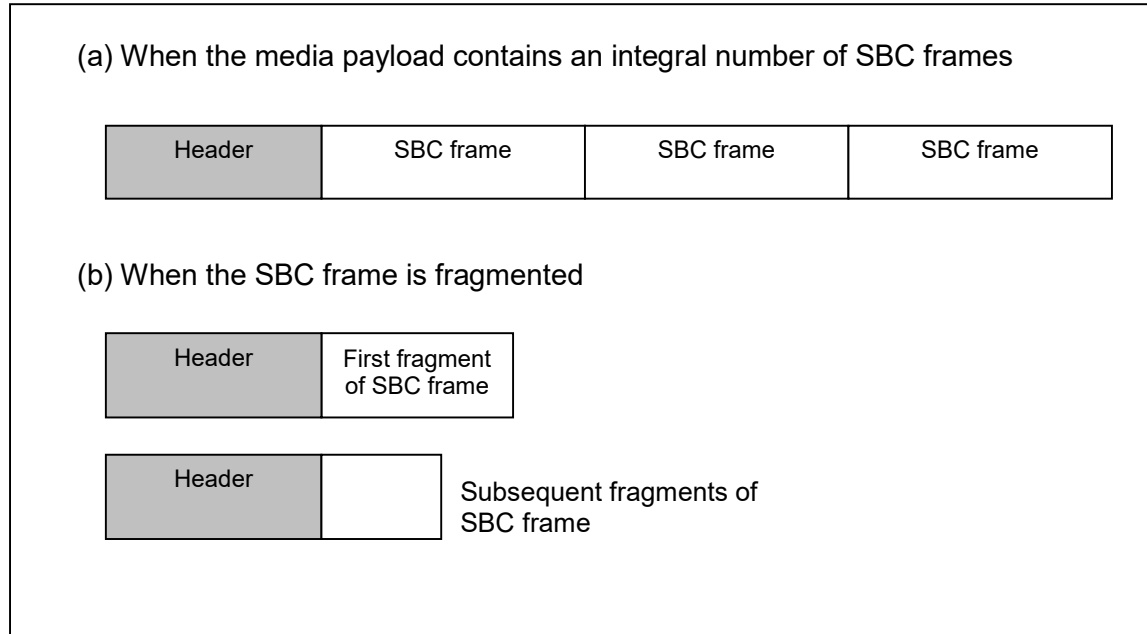 (a) When the media payload contains an integral number of SBC frames
Header SBC frame SBC frame SBC frame
(b) When the SBC frame is fragmented
Header First fragment
of SBC frame
Header
Subsequent fragments of
SBC frame